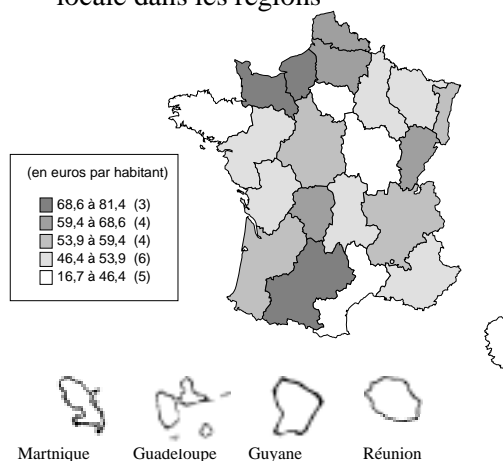 locale dans les régions
(en euros par habitant)
68,6 à 81,4 (3)
59,4 à 68,6 (4)
53,9 à 59,4 (4)
46,4 à 53,9 (6)
16,7 à 46,4 (5)
Martinique Guadeloupe Guyane Réunion